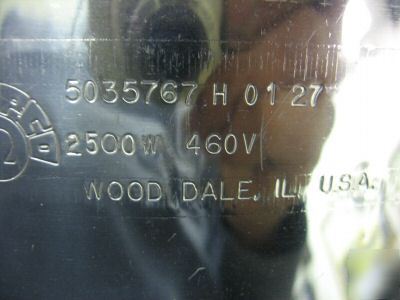 5035767 H 01 27
2500W 460V
WOOD DALE, IL. U.S.A.